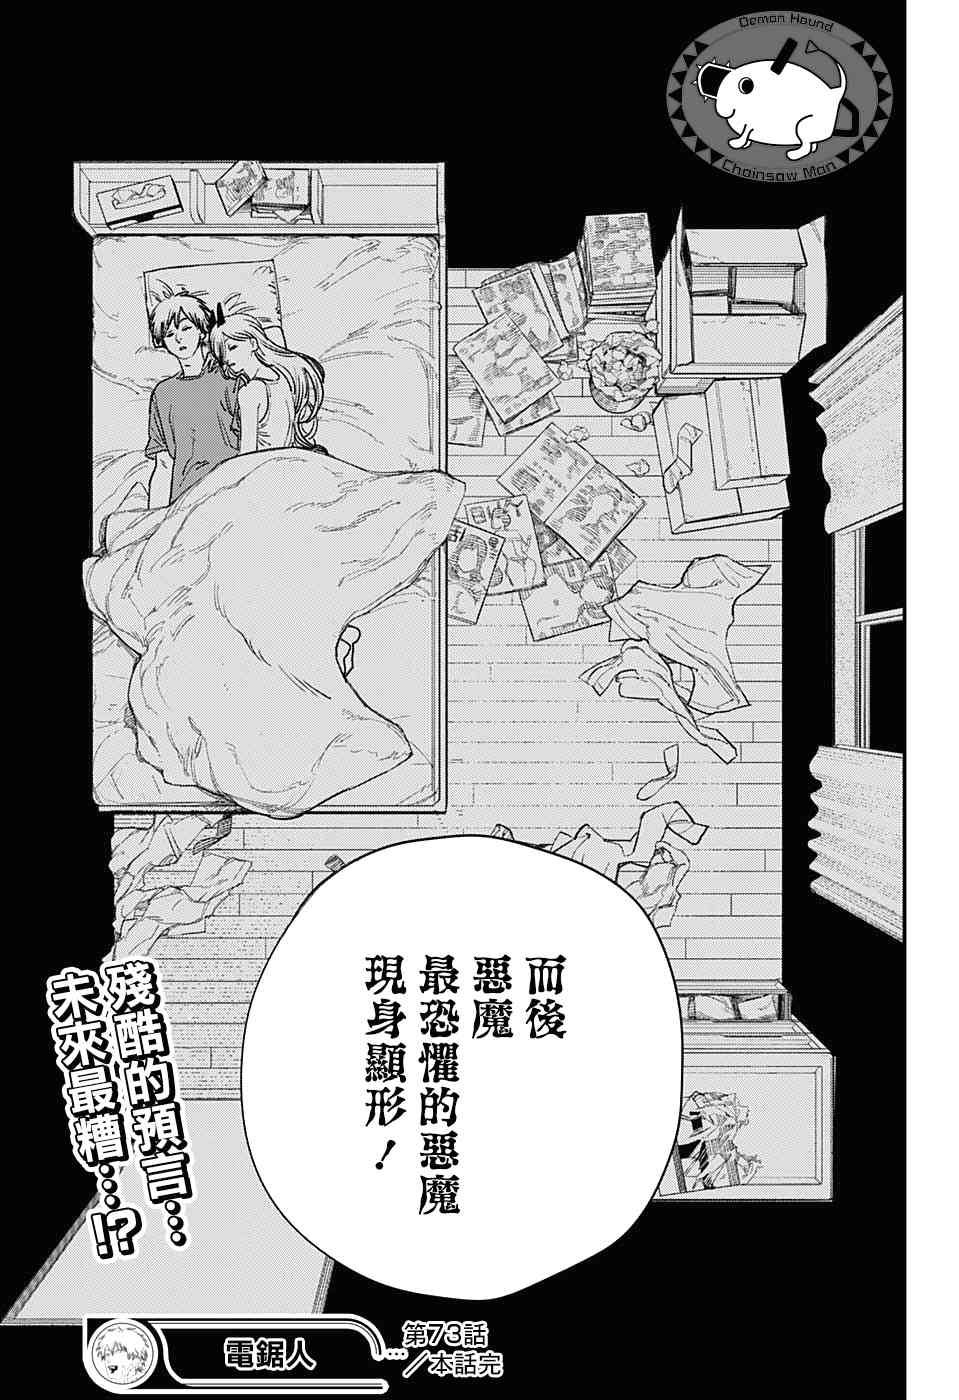 Demon Hound
Chainsaw Man
而後
惡魔
最恐懼的惡魔
現身顯形！
殘酷的預言…
未來最糟…!?
電鋸人
第73話
／本話完